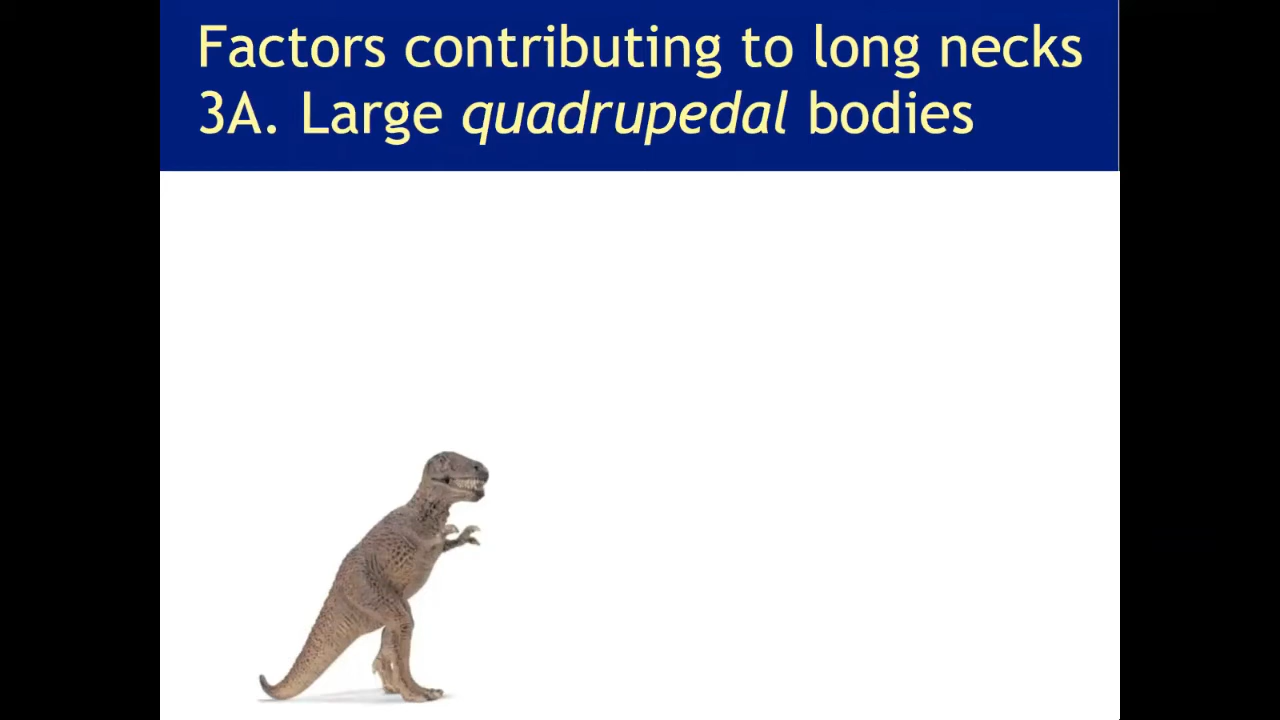 Factors contributing to long necks
3A. Large quadrupedal bodies